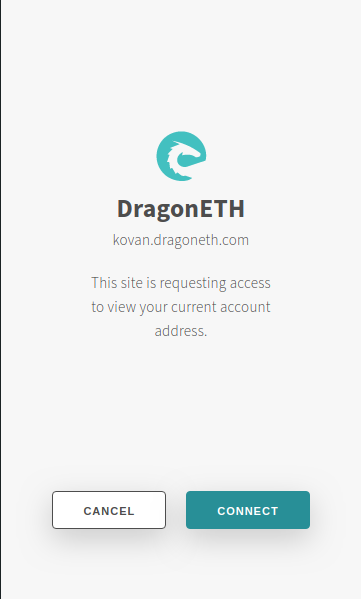 DragonETH
kovan.dragoneth.com
This site is requesting access
to view your current account
address.
CANCEL
CONNECT